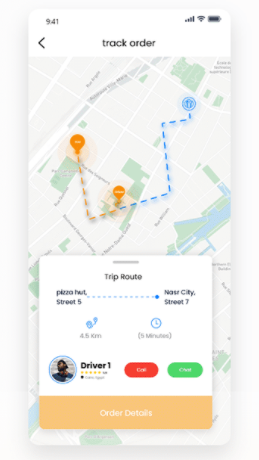 9:41
track order
Trip Route
pizza hut,
Street 5
Nasr City,
Street 7
4.5 Km
(5 Minutes)
Driver 1
Call
Chat
Order Details